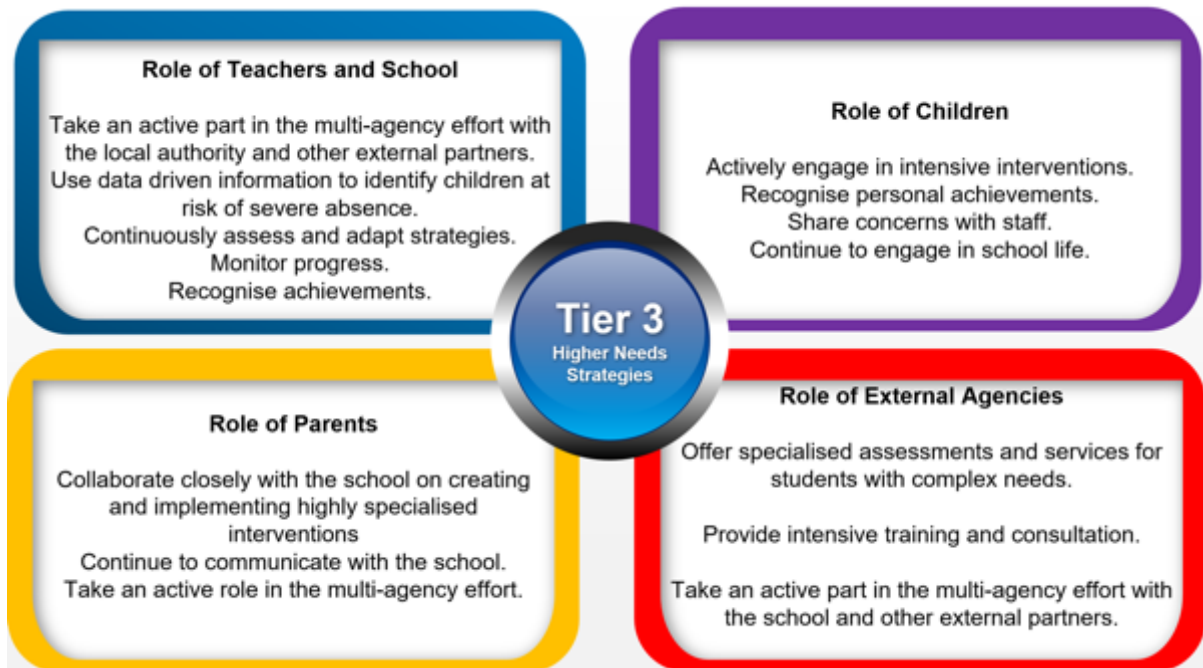 Role of Teachers and School
Take an active part in the multi-agency effort with
the local authority and other external partners.
Use data driven information to identify children at
risk of severe absence.
Continuously assess and adapt strategies.
Monitor progress.
Recognise achievements.
Role of Children
Actively engage in intensive interventions.
Recognise personal achievements.
Share concerns with staff.
Continue to engage in school life.
Tier 3
Higher Needs
Strategies
Role of Parents
Collaborate closely with the school on creating
and implementing highly specialised
interventions
Continue to communicate with the school.
Take an active role in the multi-agency effort.
Role of External Agencies
Offer specialised assessments and services for
students with complex needs.
Provide intensive training and consultation.
Take an active part in the multi-agency effort with
the school and other external partners.